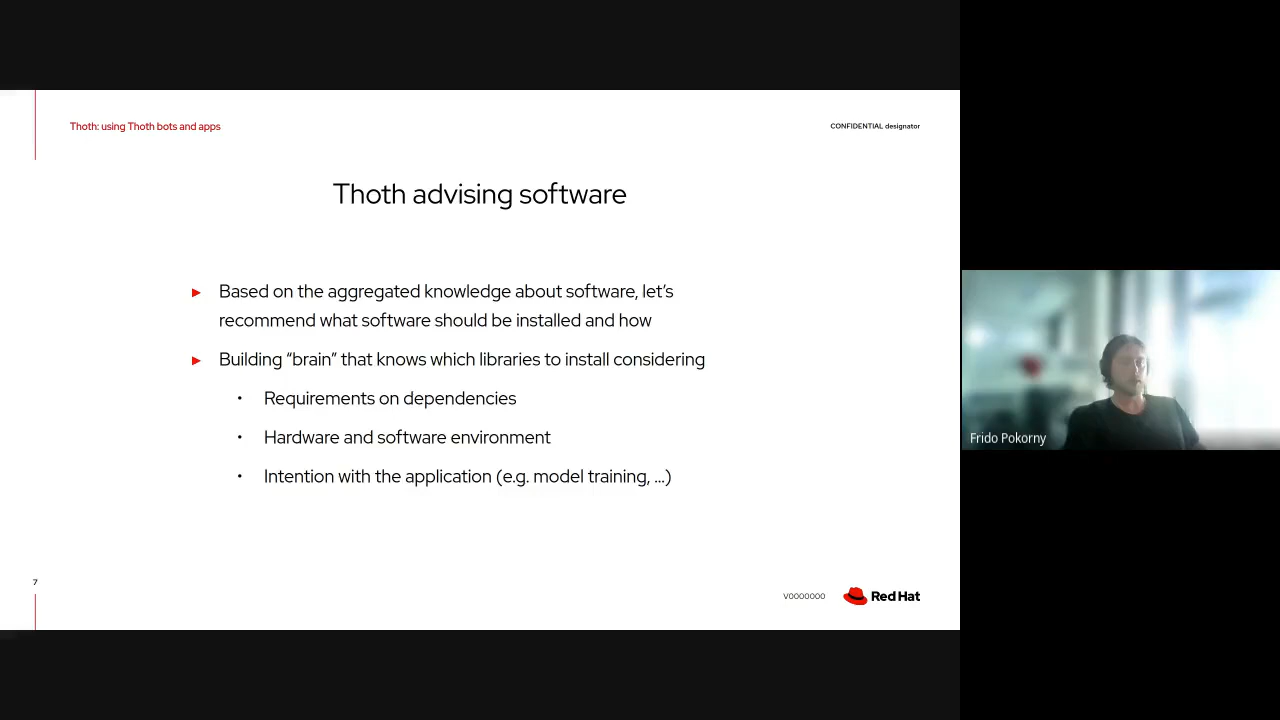 Thoth: using Thoth bots and apps
CONFIDENTIAL designator
Thoth advising software
► Based on the aggregated knowledge about software, let’s
recommend what software should be installed and how
► Building “brain” that knows which libraries to install considering
• Requirements on dependencies
• Hardware and software environment
• Intention with the application (e.g. model training, …)
7
V0000000
Red Hat
Frido Pokorny